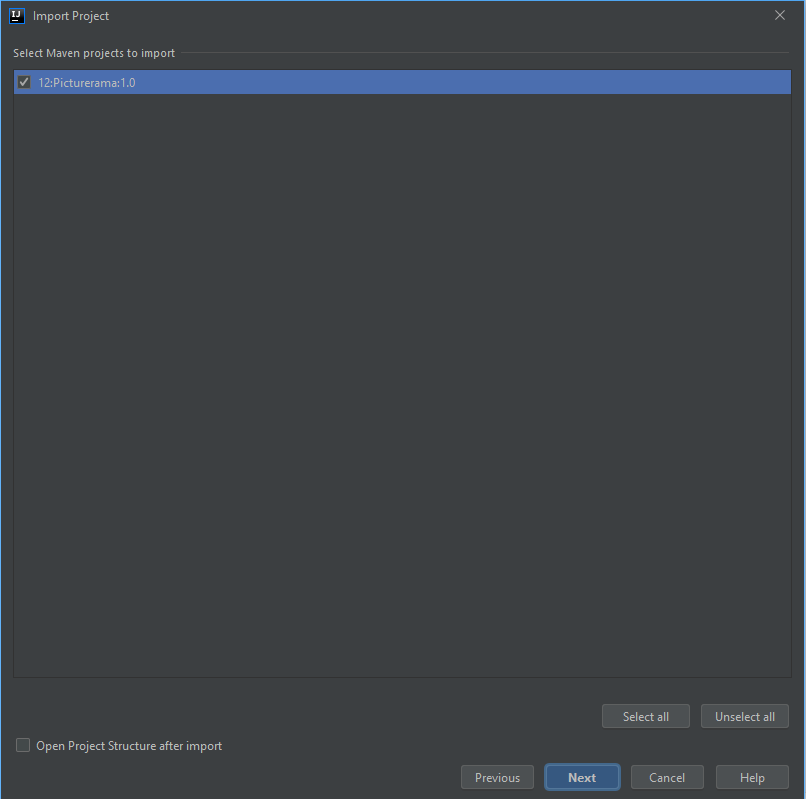 IJ
Import Project
Select Maven projects to import
12:Picturerama:1.0
Select all
Unselect all
Open Project Structure after import
Previous
Next
Cancel
Help